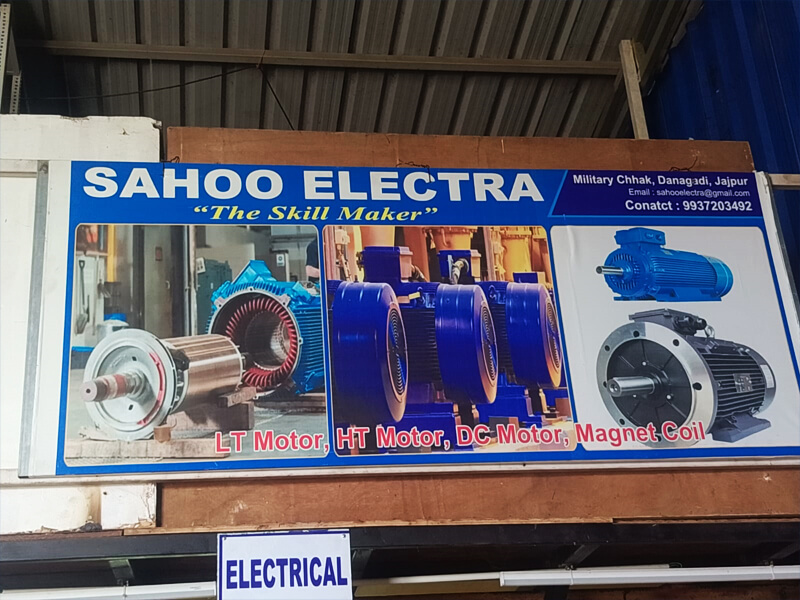 SAHOO ELECTRA
"The Skill Maker"
Military Chhak, Danagadi, Jajpur
Email : sahooelectra@gmail.com
Conatct : 9937203492
LT Motor, HT Motor, DC Motor, Magnet Coil
ELECTRICAL